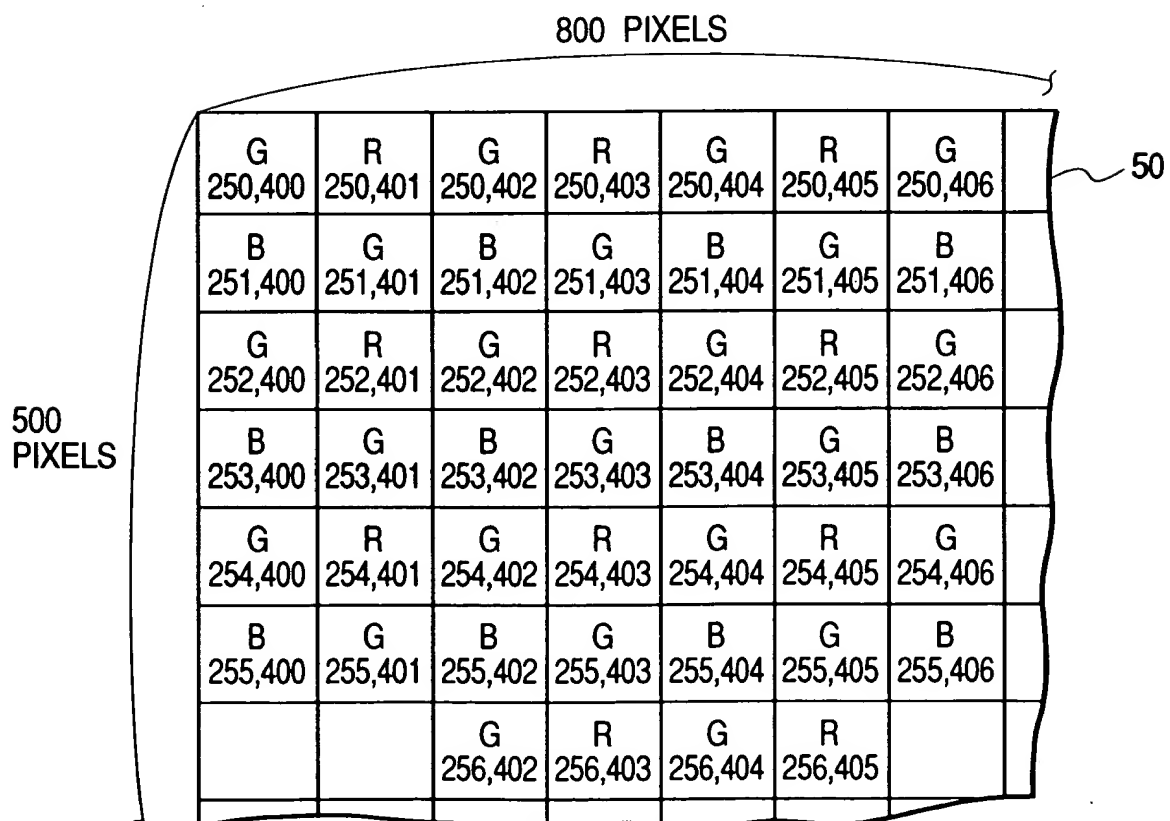 800 PIXELS
50
G R G R G R G
250,400 250,401 250,402 250,403 250,404 250,405 250,406
B G B G B G B
251,400 251,401 251,402 251,403 251,404 251,405 251,406
G R G R G R G
252,400 252,401 252,402 252,403 252,404 252,405 252,406
500
PIXELS
B G B G B G B
253,400 253,401 253,402 253,403 253,404 253,405 253,406
G R G R G R G
254,400 254,401 254,402 254,403 254,404 254,405 254,406
B G B G B G B
255,400 255,401 255,402 255,403 255,404 255,405 255,406
G R G R
256,402 256,403 256,404 256,405